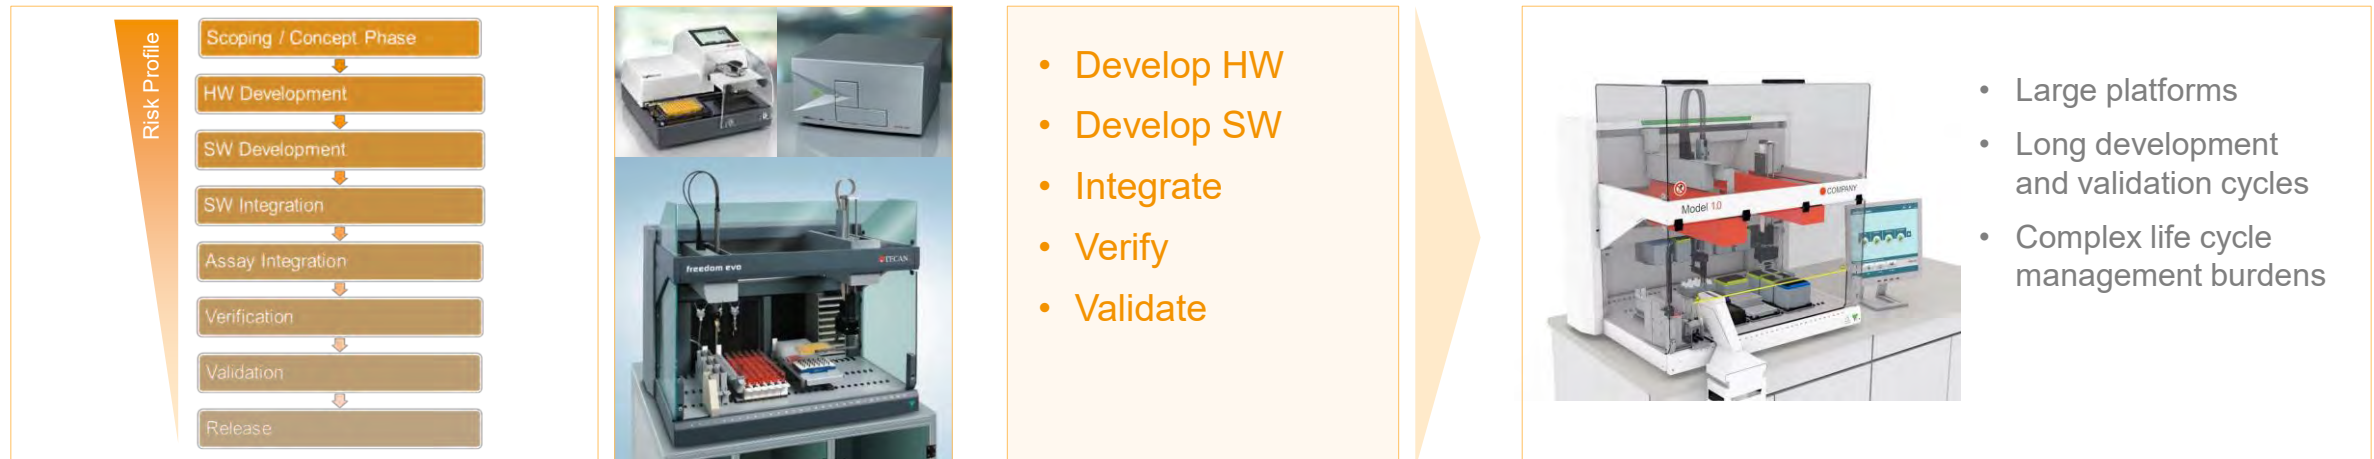 Risk Profile
Scoping / Concept Phase
HW Development
SW Development
SW Integration
Assay Integration
Verification
Validation
Release
freedom evo
TECAN
• Develop HW
• Develop SW
• Integrate
• Verify
• Validate
COMPANY
Model 1.0
• Large platforms
• Long development
and validation cycles
• Complex life cycle
management burdens